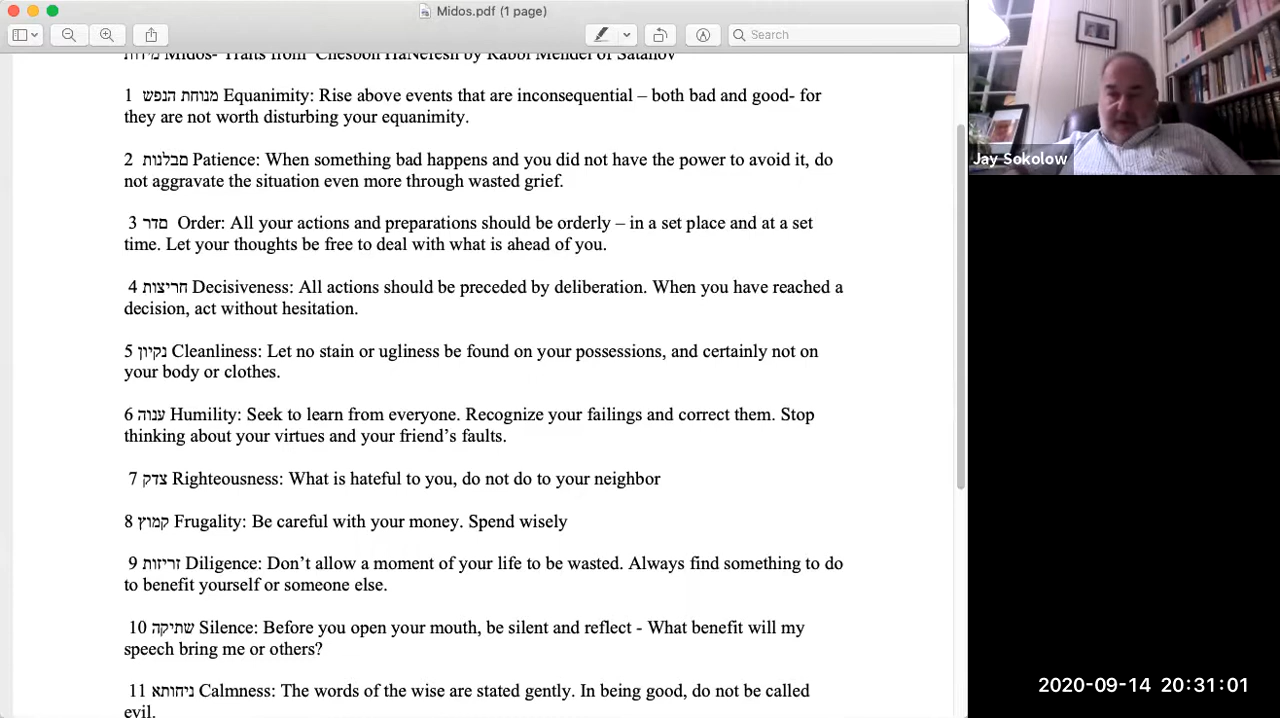 Midos.pdf (1 page)
Search
מידות Midos- Traits from Chesbon HaNefesh by Rabbi Mendel of Satanov
1 מנוחת הנפש Equanimity: Rise above events that are inconsequential – both bad and good- for
they are not worth disturbing your equanimity.
2 סבלנות Patience: When something bad happens and you did not have the power to avoid it, do
not aggravate the situation even more through wasted grief.
3 סדר Order: All your actions and preparations should be orderly – in a set place and at a set
time. Let your thoughts be free to deal with what is ahead of you.
4 חריצות Decisiveness: All actions should be preceded by deliberation. When you have reached a
decision, act without hesitation.
5 נקיון Cleanliness: Let no stain or ugliness be found on your possessions, and certainly not on
your body or clothes.
6 ענוה Humility: Seek to learn from everyone. Recognize your failings and correct them. Stop
thinking about your virtues and your friend's faults.
7 צדק Righteousness: What is hateful to you, do not do to your neighbor
8 קמוץ Frugality: Be careful with your money. Spend wisely
9 זריזות Diligence: Don't allow a moment of your life to be wasted. Always find something to do
to benefit yourself or someone else.
10 שתיקה Silence: Before you open your mouth, be silent and reflect - What benefit will my
speech bring me or others?
11 ניחותא Calmness: The words of the wise are stated gently. In being good, do not be called
evil.
Jay Sokolow
2020-09-14 20:31:01